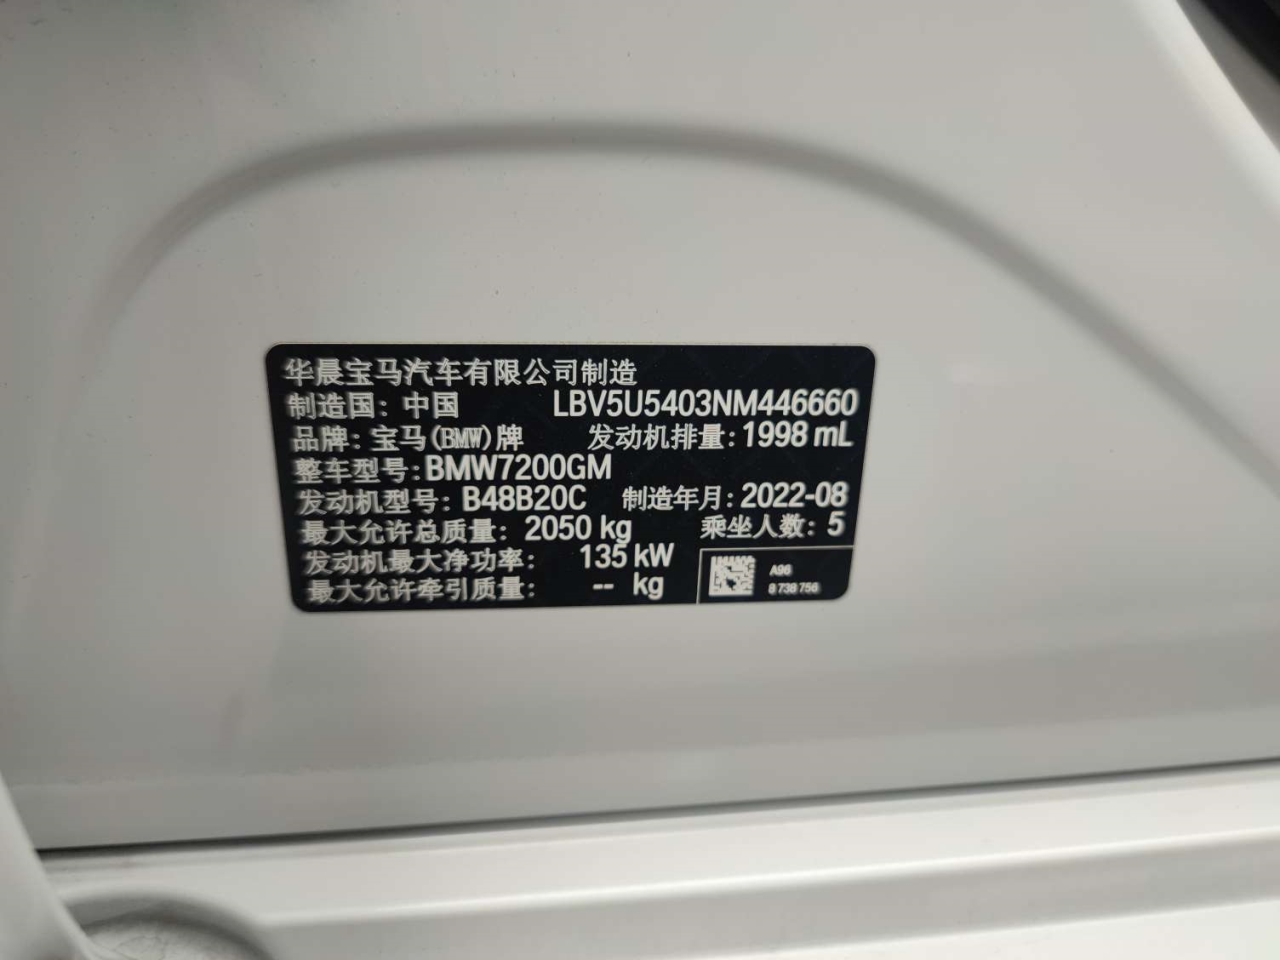 华晨宝马汽车有限公司制造
制造国：中国 LBV5U5403NM446660
品牌：宝马(BMW)牌 发动机排量：1998 mL
整车型号：BMW7200GM
发动机型号：B48B20C 制造年月：2022-08
最大允许总质量：2050 kg 乘坐人数：5
发动机最大净功率：135 kW
最大允许牵引质量：-- kg
A96
8 738 756